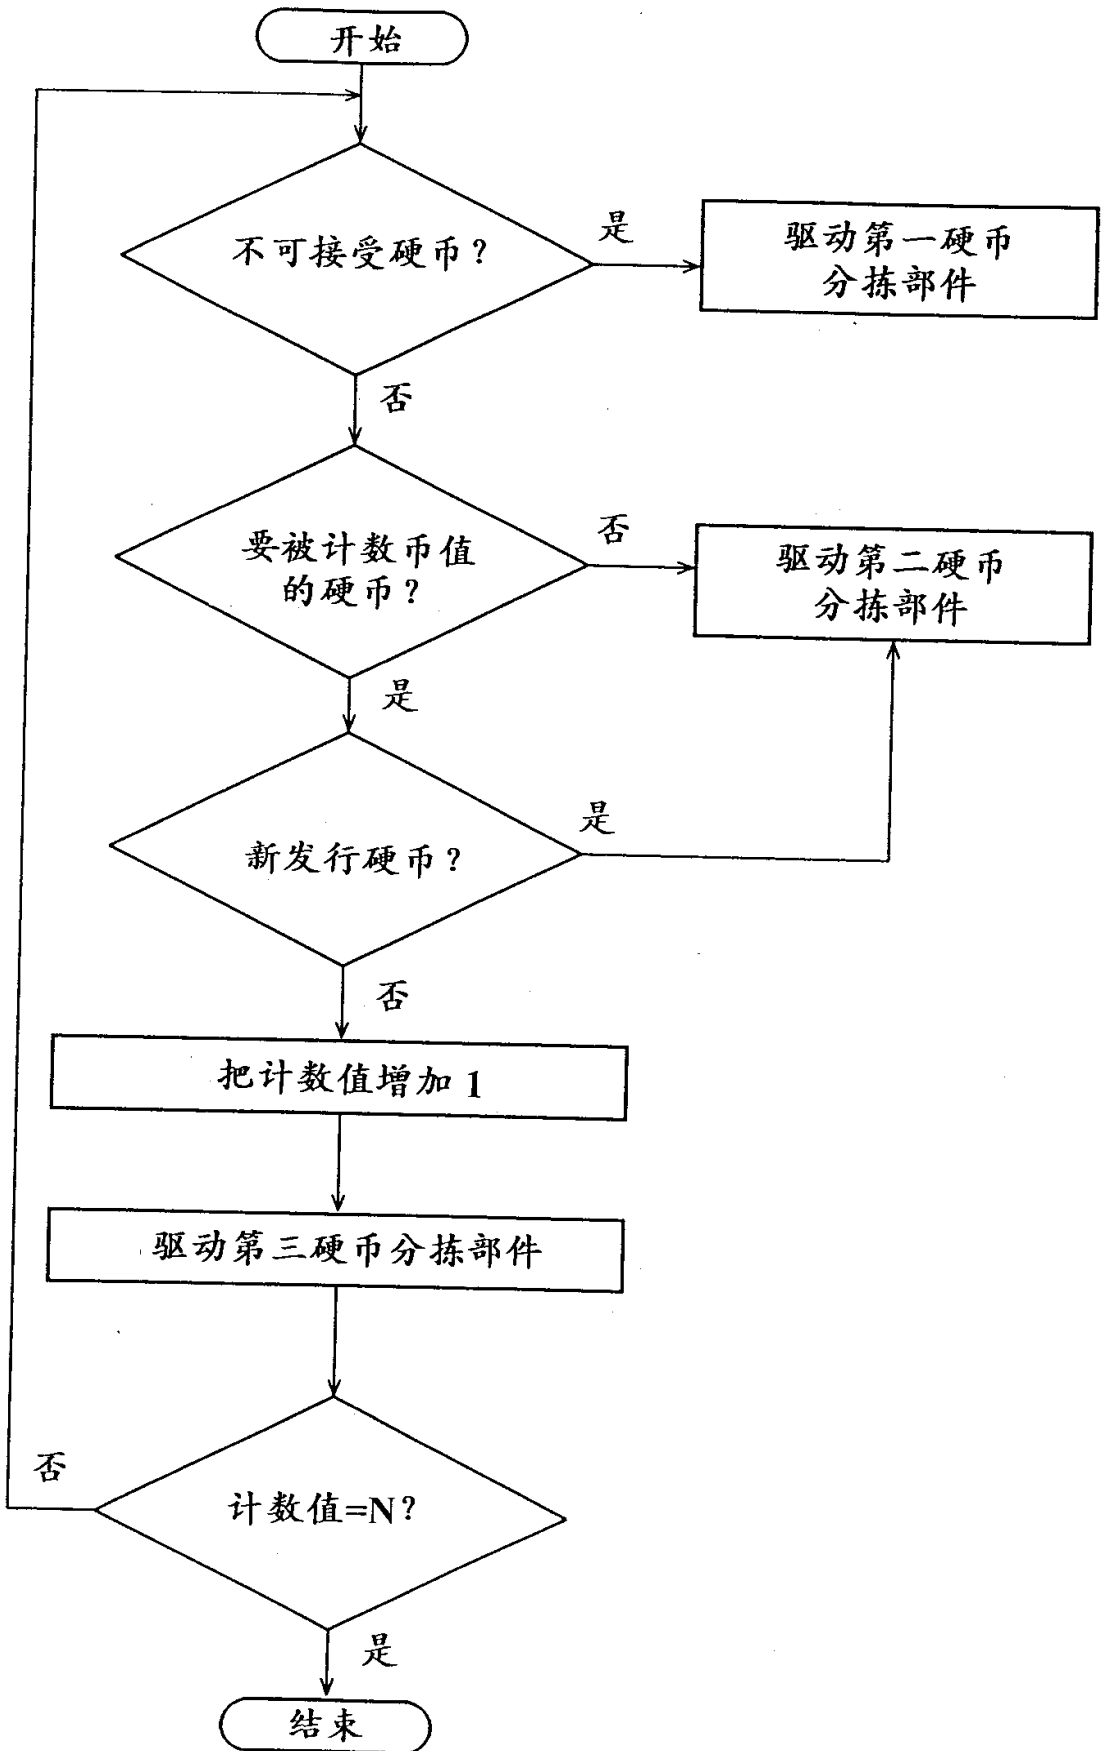 开始
不可接受硬币？
是
驱动第一硬币
分拣部件
否
要被计数币值
的硬币？
否
驱动第二硬币
分拣部件
是
新发行硬币？
是
否
把计数值增加 1
驱动第三硬币分拣部件
计数值=N？
否
是
结束